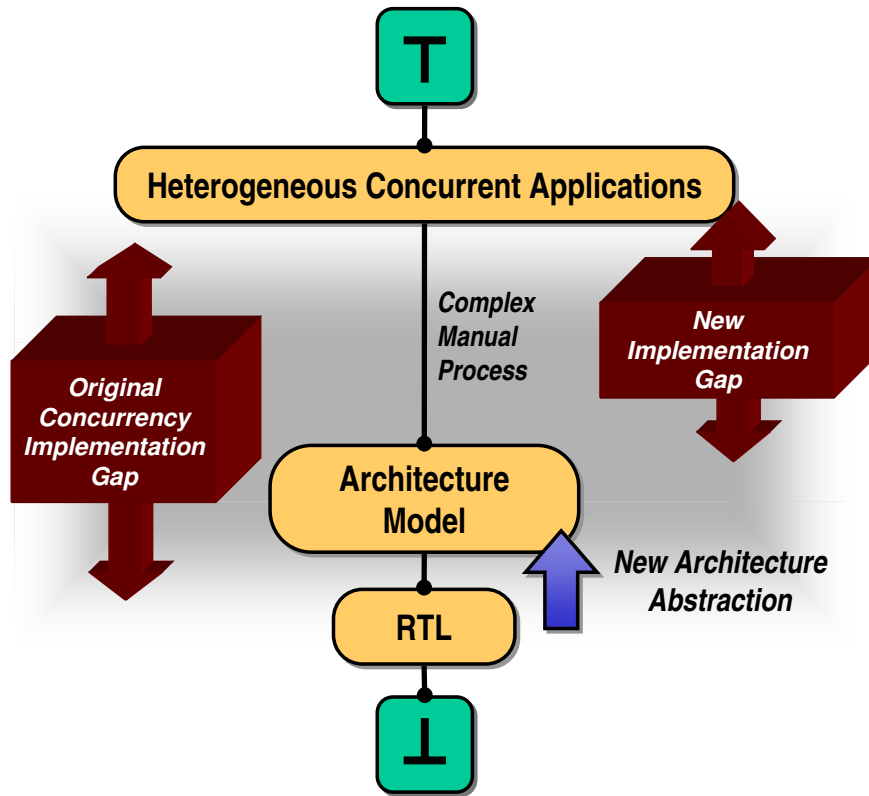 ⊤
Heterogeneous Concurrent Applications
Complex
Manual
Process
Original
Concurrency
Implementation
Gap
New
Implementation
Gap
Architecture
Model
New Architecture
Abstraction
RTL
⊥